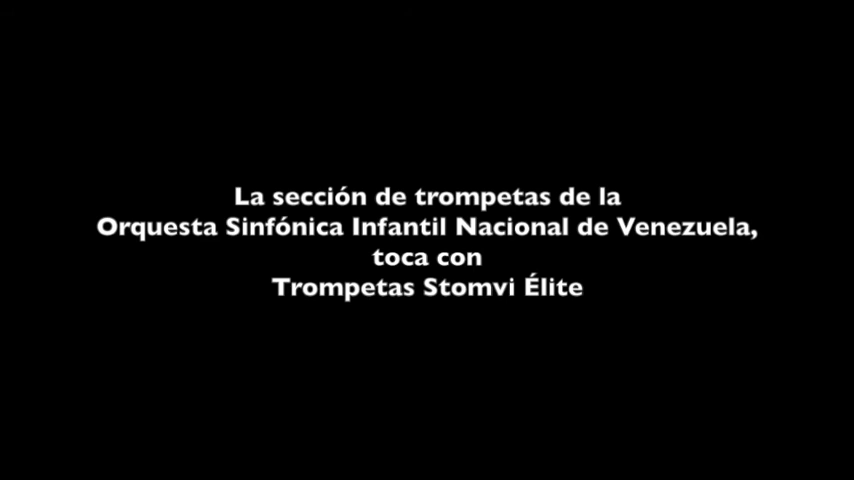 La sección de trompetas de la
Orquesta Sinfónica Infantil Nacional de Venezuela,
toca con
Trompetas Stomvi Élite